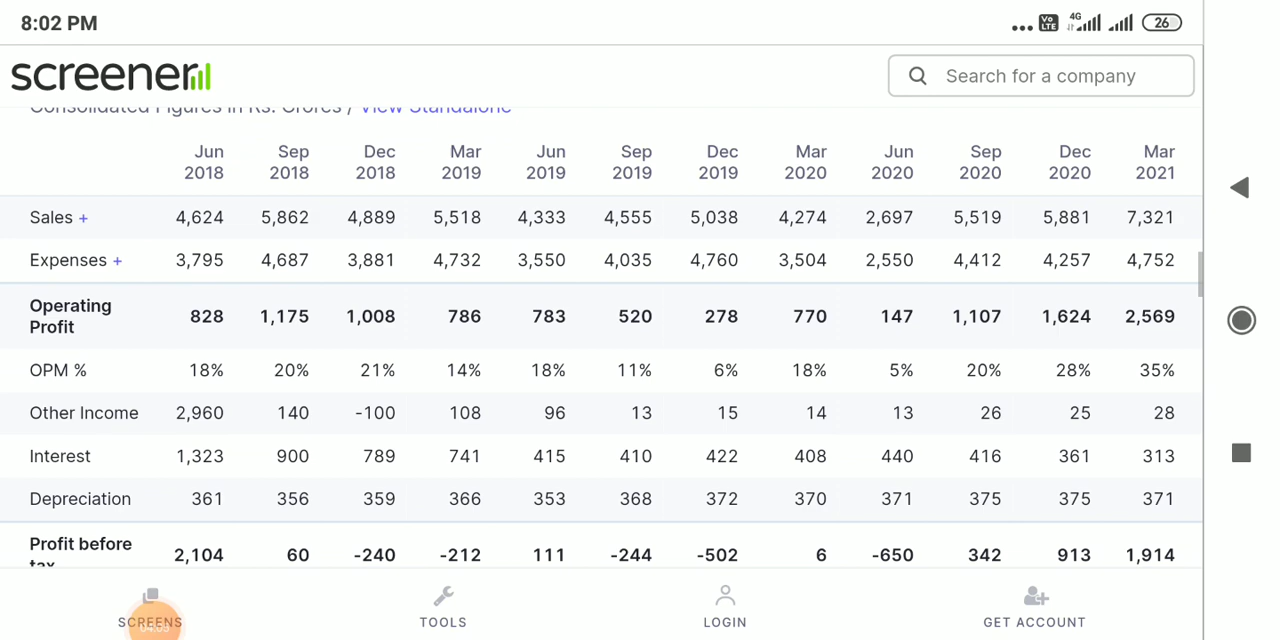 8:02 PM
Vo LTE 4G 26
screener
Search for a company
Consolidated Figures in Rs. Crores / View Standalone
Jun 2018 Sep 2018 Dec 2018 Mar 2019 Jun 2019 Sep 2019 Dec 2019 Mar 2020 Jun 2020 Sep 2020 Dec 2020 Mar 2021
Sales + 4,624 5,862 4,889 5,518 4,333 4,555 5,038 4,274 2,697 5,519 5,881 7,321
Expenses + 3,795 4,687 3,881 4,732 3,550 4,035 4,760 3,504 2,550 4,412 4,257 4,752
Operating Profit 828 1,175 1,008 786 783 520 278 770 147 1,107 1,624 2,569
OPM % 18% 20% 21% 14% 18% 11% 6% 18% 5% 20% 28% 35%
Other Income 2,960 140 -100 108 96 13 15 14 13 26 25 28
Interest 1,323 900 789 741 415 410 422 408 440 416 361 313
Depreciation 361 356 359 366 353 368 372 370 371 375 375 371
Profit before tax 2,104 60 -240 -212 111 -244 -502 6 -650 342 913 1,914
SCREENS TOOLS LOGIN GET ACCOUNT